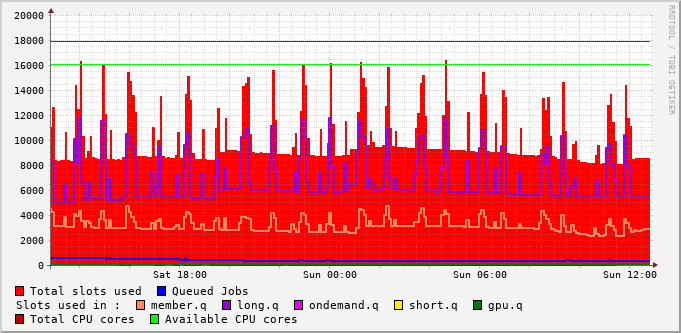 RRDTOOL / TOBI OETIKER
20000
18000
16000
14000
12000
10000
8000
6000
4000
2000
0
Sat 18:00 Sun 00:00 Sun 06:00 Sun 12:00
Total slots used Queued Jobs
Slots used in : member.q long.q ondemand.q short.q gpu.q
Total CPU cores Available CPU cores